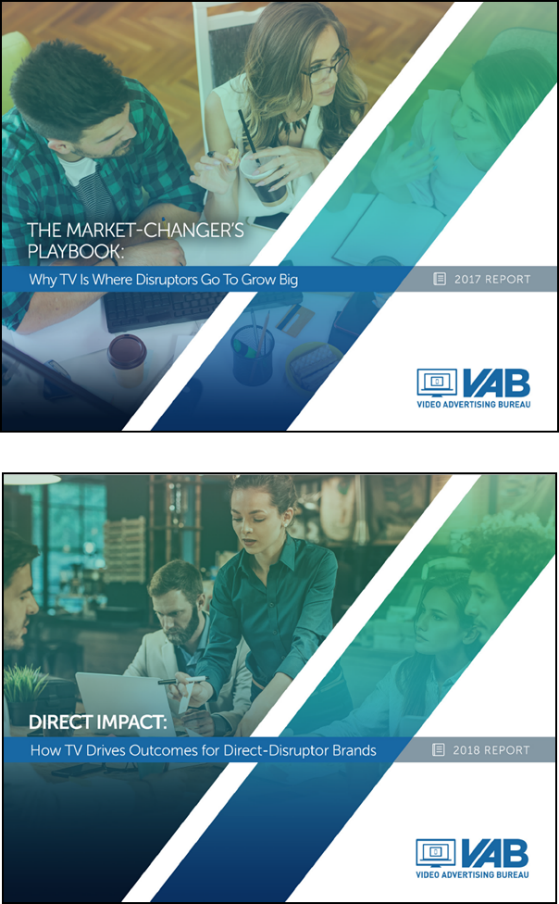 THE MARKET-CHANGER'S
PLAYBOOK:
Why TV Is Where Disruptors Go To Grow Big
2017 REPORT
VAB
VIDEO ADVERTISING BUREAU
DIRECT IMPACT:
How TV Drives Outcomes for Direct-Disruptor Brands
2018 REPORT
VAB
VIDEO ADVERTISING BUREAU